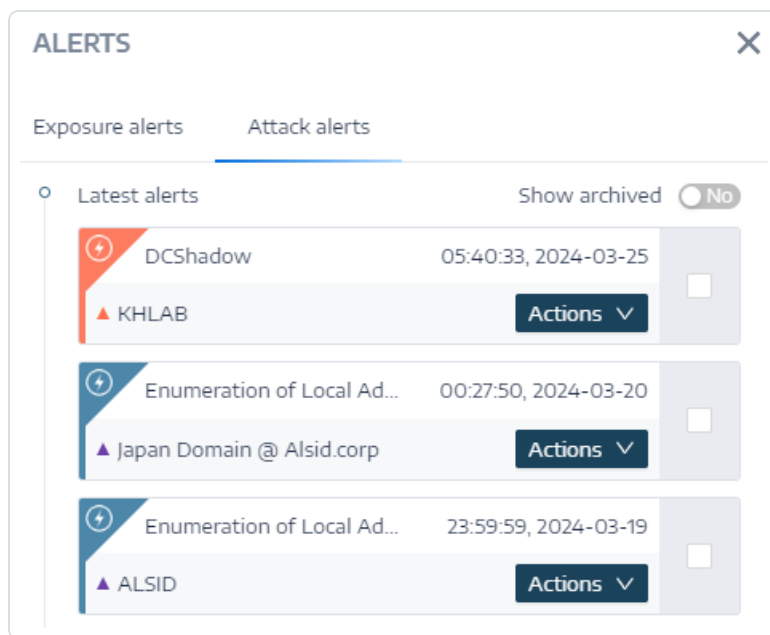 ALERTS
Exposure alerts Attack alerts
Latest alerts Show archived No
DCShadow 05:40:33, 2024-03-25
KHLAB Actions
Enumeration of Local Ad... 00:27:50, 2024-03-20
Japan Domain @ Alsid.corp Actions
Enumeration of Local Ad... 23:59:59, 2024-03-19
ALSID Actions